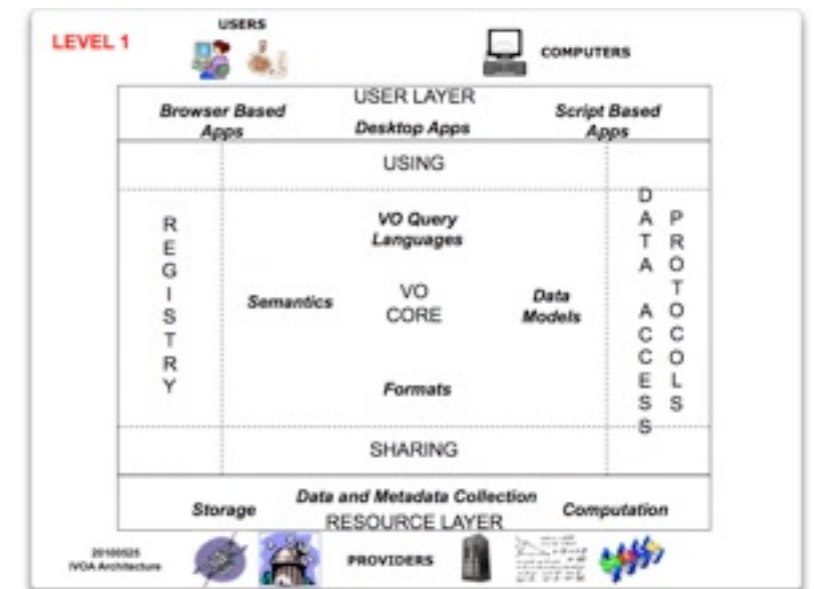 LEVEL 1
USERS
COMPUTERS
USER LAYER
Browser Based
Apps
Desktop Apps
Script Based
Apps
USING
REGISTRY
VO Query
Languages
Semantics
VO
CORE
Data
Models
Formats
DATA ACCESS
PROTOCOLS
SHARING
Storage
Data and Metadata Collection
Computation
RESOURCE LAYER
20100525
IVOA Architecture
PROVIDERS